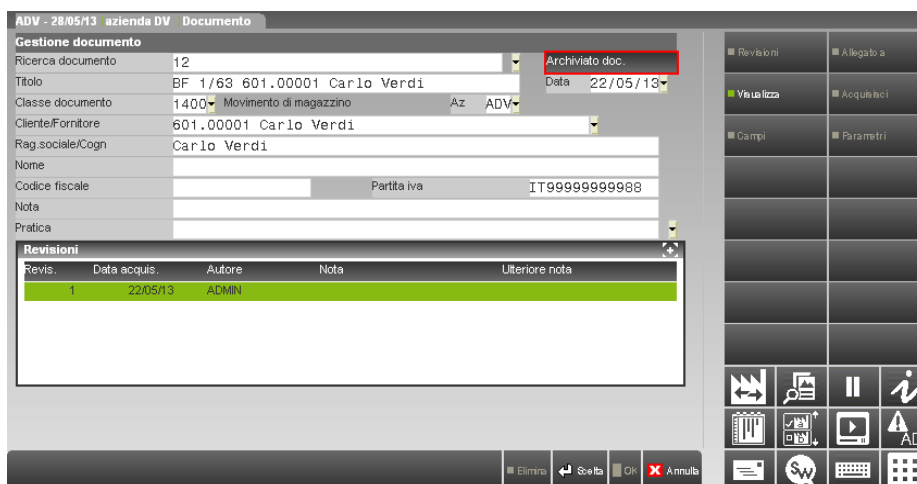 ADV - 28/05/13 azienda DV Documento
Gestione documento
Ricerca documento 12 Archiviato doc.
Titolo BF 1/63 601.00001 Carlo Verdi Data 22/05/13
Classe documento 1400 Movimento di magazzino Az ADV
Cliente/Fornitore 601.00001 Carlo Verdi
Rag.sociale/Cogn Carlo Verdi
Nome
Codice fiscale Partita iva IT99999999988
Nota
Pratica
Revisioni
Revis. Data acquis. Autore Nota Ulteriore nota
1 22/05/13 ADMIN
Elimina Scelta Ok Annulla
Revisioni Allegato a
Visualizza Acquisisci
Campi Parametri
SW